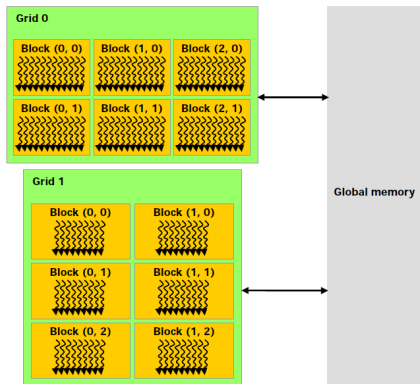 Grid 0
Block (0, 0) Block (1, 0) Block (2, 0)
Block (0, 1) Block (1, 1) Block (2, 1)
Grid 1
Block (0, 0) Block (1, 0)
Block (0, 1) Block (1, 1)
Block (0, 2) Block (1, 2)
Global memory